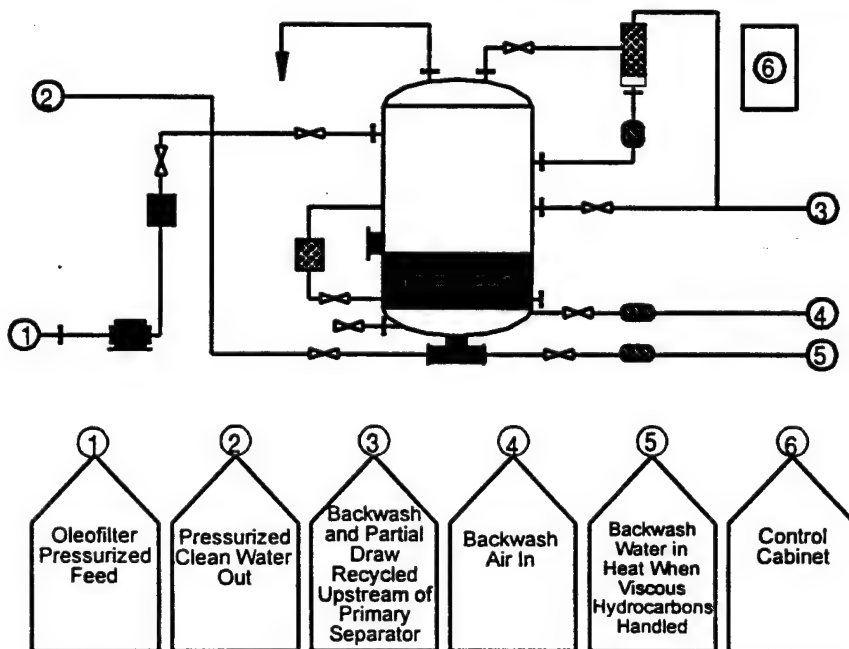 6
2
3
1
4
5
1
2
3
4
5
6
Oleofilter
Pressurized
Feed
Pressurized
Clean Water
Out
Backwash
and Partial
Draw
Recycled
Upstream of
Primary
Separator
Backwash
Air In
Backwash
Water in
Heat When
Viscous
Hydrocarbons
Handled
Control
Cabinet